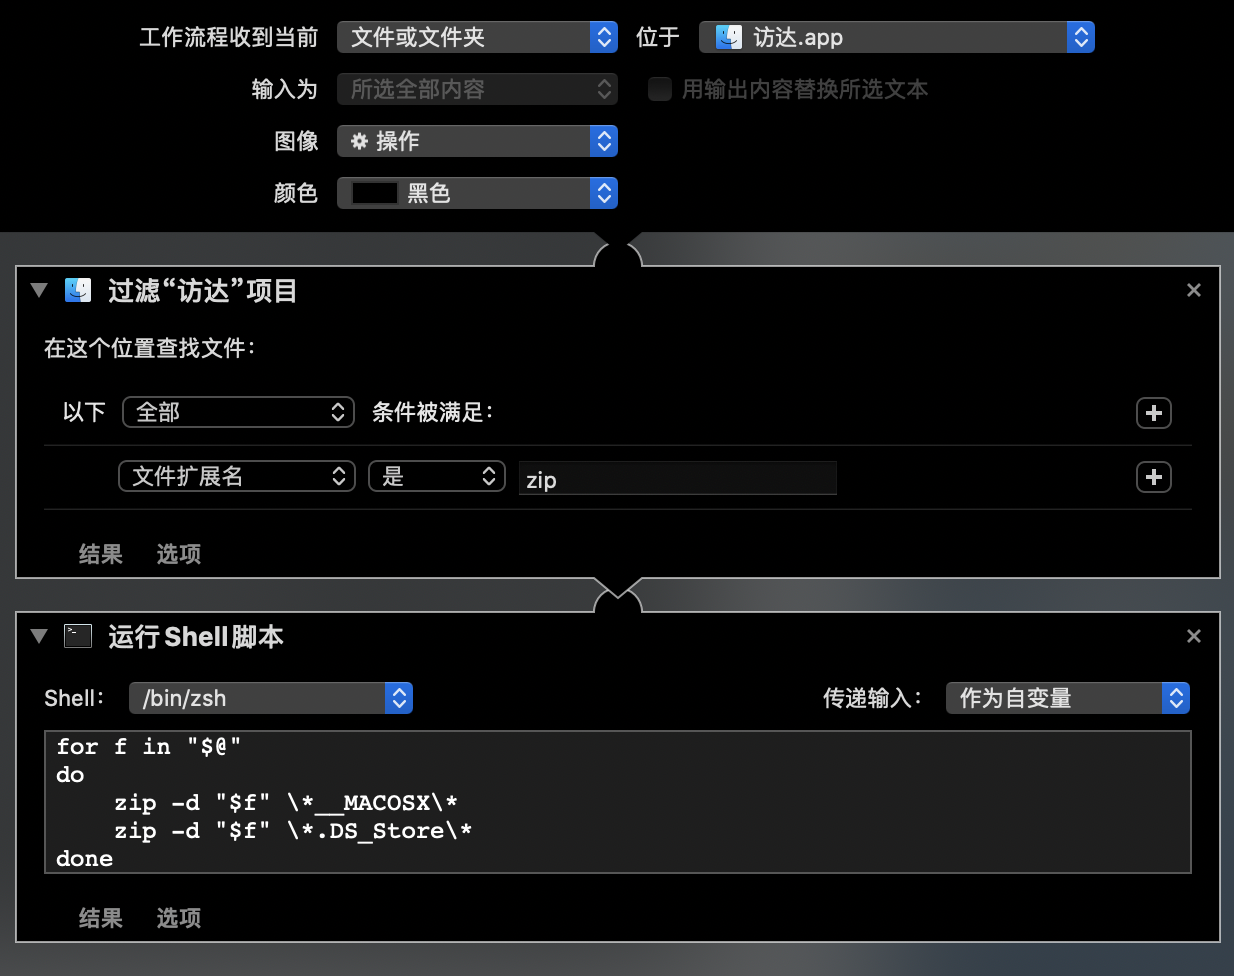 工作流程收到当前 文件或文件夹 位于 访达.app
输入为 所选全部内容 用输出内容替换所选文本
图像 操作
颜色 黑色
过滤“访达”项目
在这个位置查找文件：
以下 全部 条件被满足：
文件扩展名 是 zip
结果 选项
运行Shell脚本
Shell： /bin/zsh 传递输入： 作为自变量
for f in "$@"
do
    zip -d "$f" \*__MACOSX\*
    zip -d "$f" \*.DS_Store\*
done
结果 选项